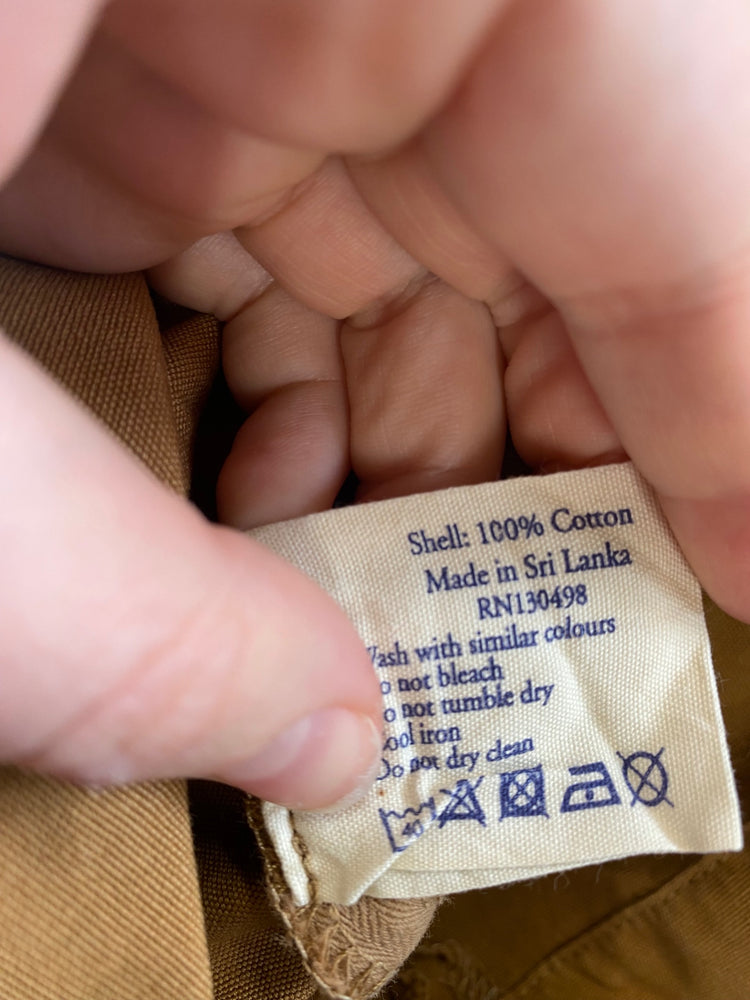 Shell: 100% Cotton
Made in Sri Lanka
RN130498
ash with similar colours
o not bleach
o not tumble dry
ool iron
Do not dry clean
40